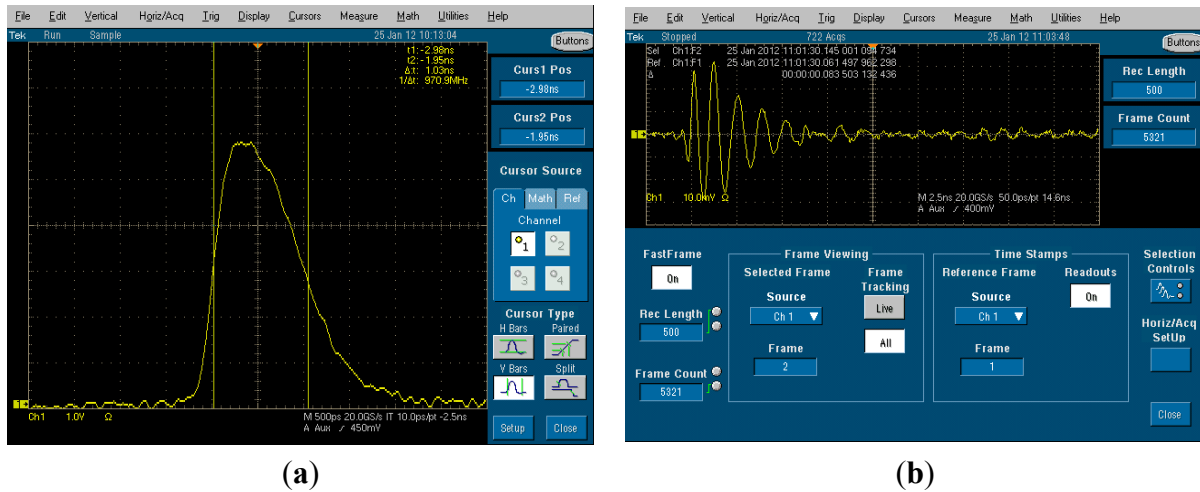 File Edit Vertical Horiz/Acq Trig Display Cursors Measure Math Utilities Help
Tek Run Sample 25 Jan 12 10:13:04
Buttons
t1: -2.98ns
t2: -1.95ns
Δt: 1.03ns
1/Δt: 970.9MHz
Curs1 Pos
-2.98ns
Curs2 Pos
-1.95ns
Cursor Source
Ch Math Ref
Channel
1 2
3 4
Cursor Type
H Bars Paired
V Bars Split
1
Ch1 1.0V Ω
M 500ps 20.0GS/s IT 10.0ps/pt -2.5ns
A Aux / 450mV
Setup Close
(a)
File Edit Vertical Horiz/Acq Trig Display Cursors Measure Math Utilities Help
Tek Stopped 722 Acqs 25 Jan 12 11:03:48
Buttons
Sel Ch1:F2 25 Jan 2012 11:01:30.145 001 094 734
Ref Ch1:F1 25 Jan 2012 11:01:30.061 497 962 298
Δ 00:00:00.083 503 132 436
Rec Length
500
Frame Count
5321
1
Ch1 10.0mV Ω
M 2.5ns 20.0GS/s 50.0ps/pt 14.6ns
A Aux / 400mV
FastFrame
On
Rec Length
500
Frame Count
5321
Frame Viewing
Selected Frame
Source
Ch 1
Frame
2
Frame
Tracking
Live
All
Time Stamps
Reference Frame
Source
Ch 1
Frame
1
Readouts
On
Selection
Controls
Horiz/Acq
SetUp
Close
(b)